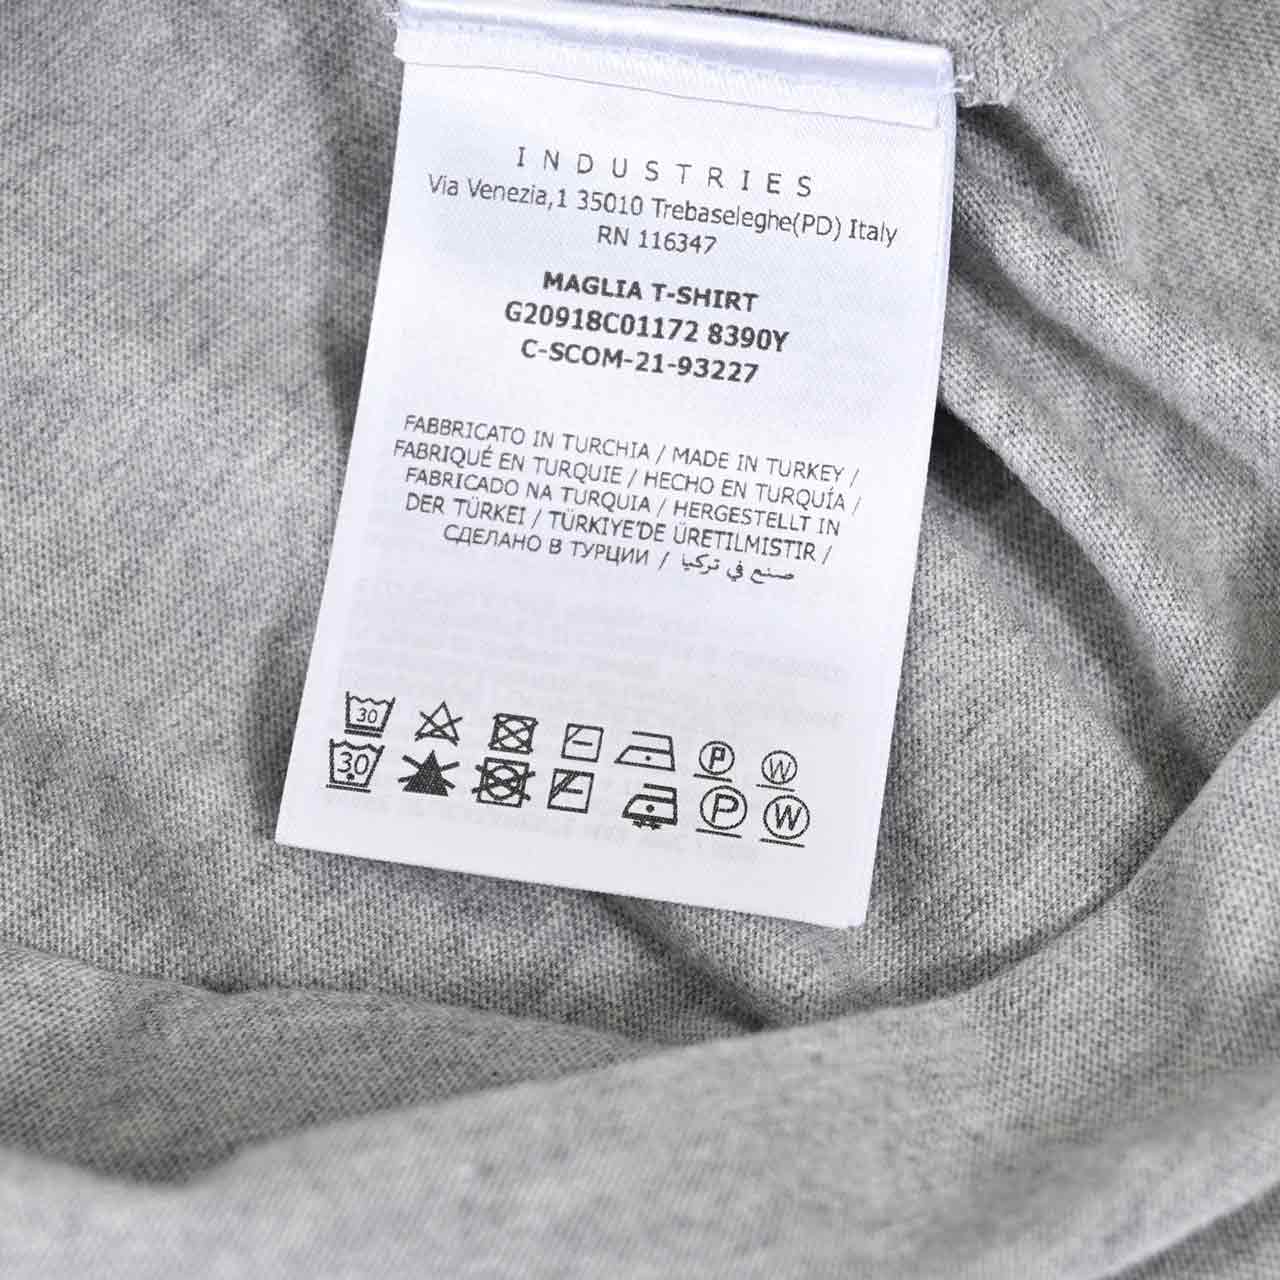 INDUSTRIES
Via Venezia,1 35010 Trebaseleghe(PD) Italy
RN 116347
MAGLIA T-SHIRT
G20918C01172 8390Y
C-SCOM-21-93227
FABBRICATO IN TURCHIA / MADE IN TURKEY /
FABRIQUÉ EN TURQUIE / HECHO EN TURQUÍA /
FABRICADO NA TURQUIA / HERGESTELLT IN
DER TÜRKEI / TÜRKIYE'DE ÜRETILMISTIR /
СДЕЛАНО В ТУРЦИИ / صنع في تركيا
30 P W
30 P W